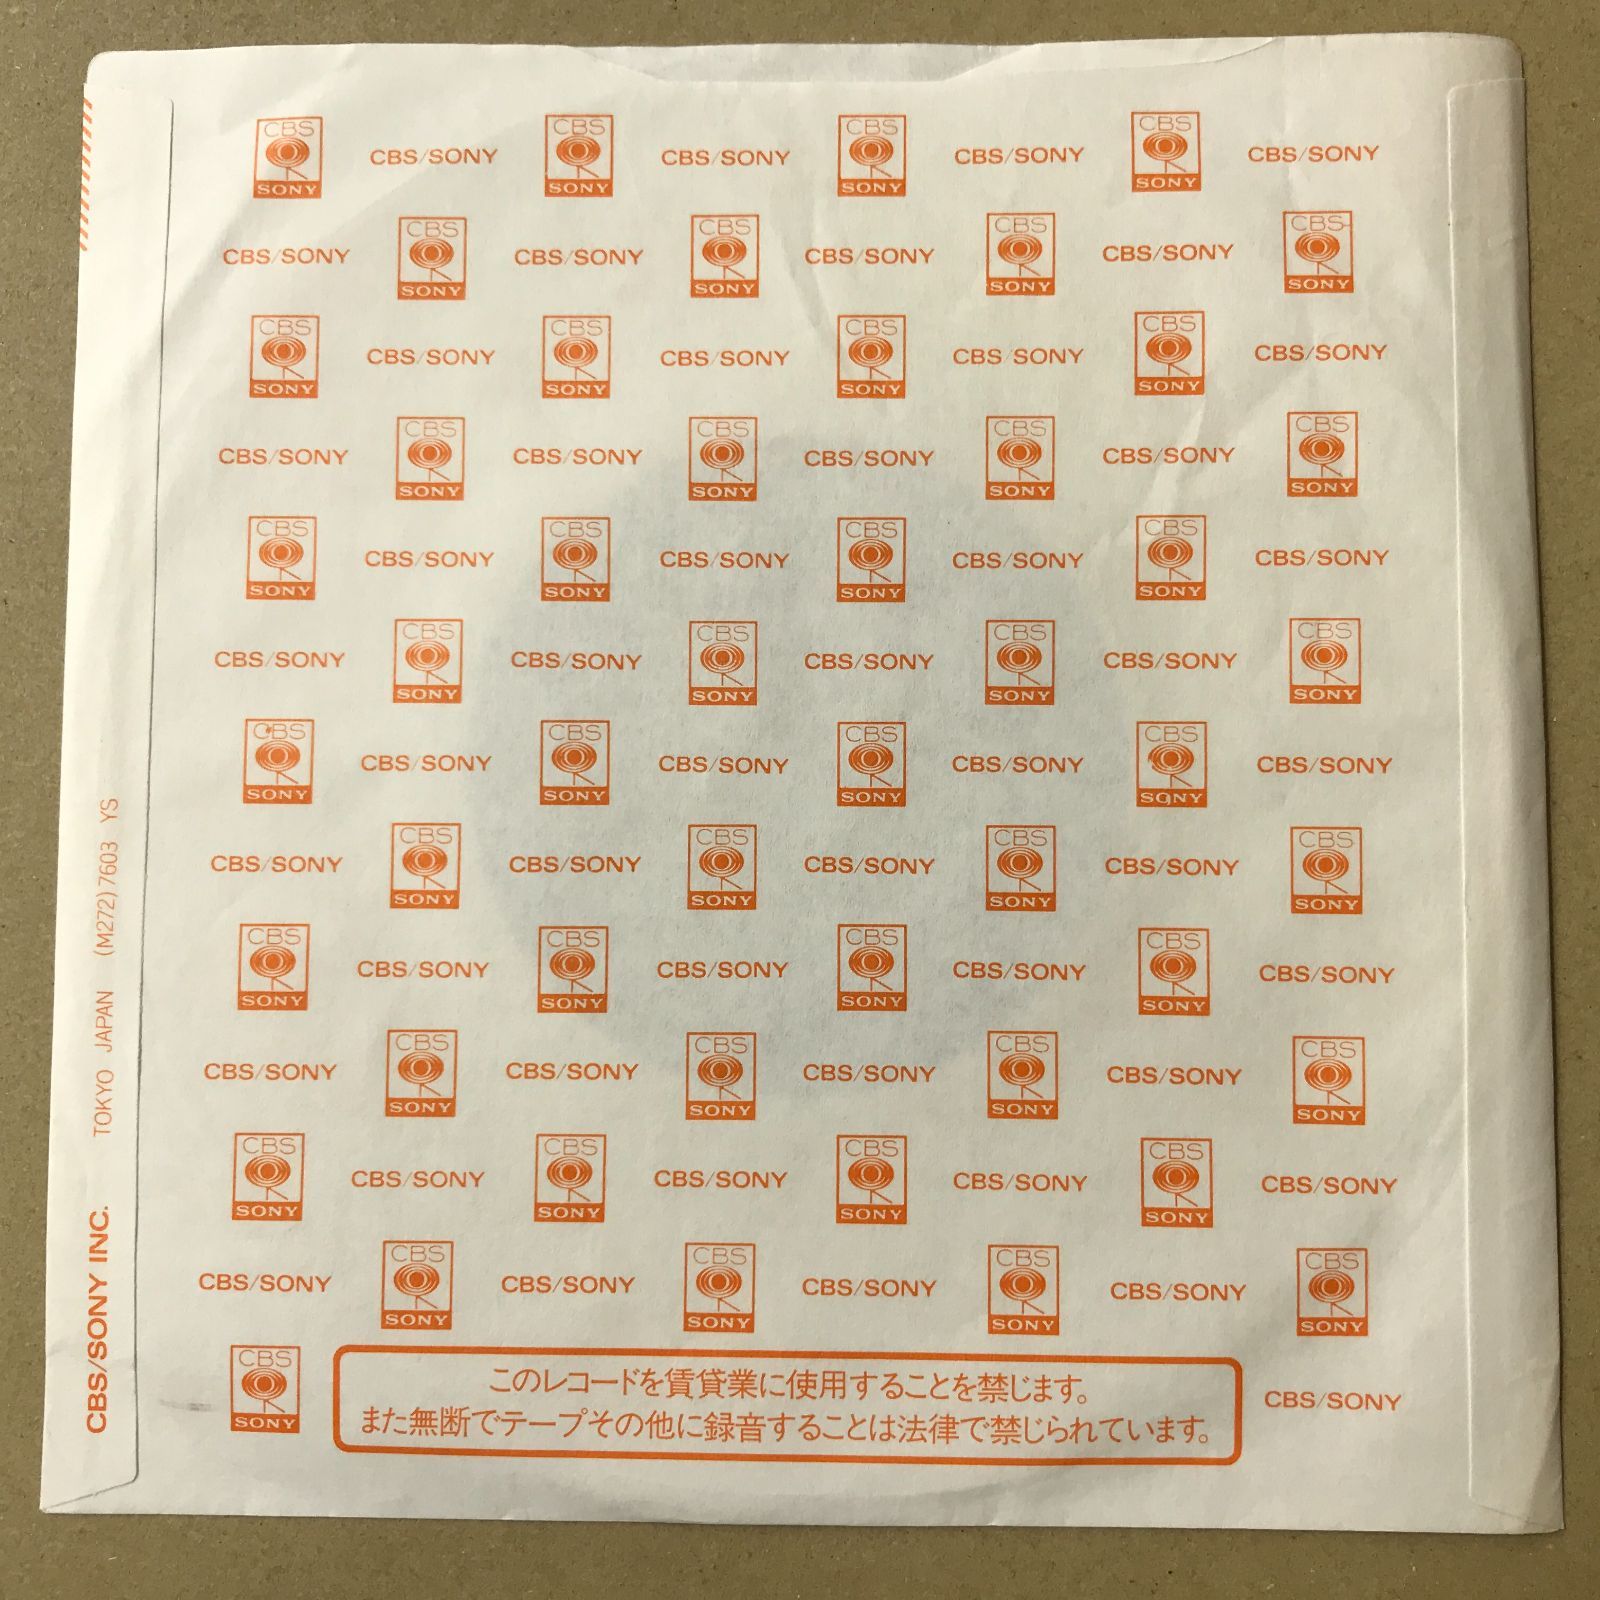 CBS SONY CBS/SONY CBS SONY CBS/SONY CBS SONY CBS/SONY CBS SONY CBS/SONY
CBS/SONY CBS SONY CBS/SONY CBS SONY CBS/SONY CBS SONY CBS/SONY CBS SONY
CBS SONY CBS/SONY CBS SONY CBS/SONY CBS SONY CBS/SONY CBS SONY CBS/SONY
CBS/SONY CBS SONY CBS/SONY CBS SONY CBS/SONY CBS SONY CBS/SONY CBS SONY
CBS SONY CBS/SONY CBS SONY CBS/SONY CBS SONY CBS/SONY CBS SONY CBS/SONY
CBS/SONY CBS SONY CBS/SONY CBS SONY CBS/SONY CBS SONY CBS/SONY CBS SONY
CBS SONY CBS/SONY CBS SONY CBS/SONY CBS SONY CBS/SONY CBS SONY CBS/SONY
CBS/SONY CBS SONY CBS/SONY CBS SONY CBS/SONY CBS SONY CBS/SONY CBS SONY
CBS SONY CBS/SONY CBS SONY CBS/SONY CBS SONY CBS/SONY CBS SONY CBS/SONY
CBS/SONY CBS SONY CBS/SONY CBS SONY CBS/SONY CBS SONY CBS/SONY CBS SONY
CBS SONY CBS/SONY CBS SONY CBS/SONY CBS SONY CBS/SONY CBS SONY CBS/SONY
CBS/SONY CBS SONY CBS/SONY CBS SONY CBS/SONY CBS SONY CBS/SONY CBS SONY
CBS SONY
このレコードを賃貸業に使用することを禁じます。
また無断でテープその他に録音することは法律で禁じられています。
CBS/SONY
CBS/SONY INC. TOKYO JAPAN (M272) 7603 YS